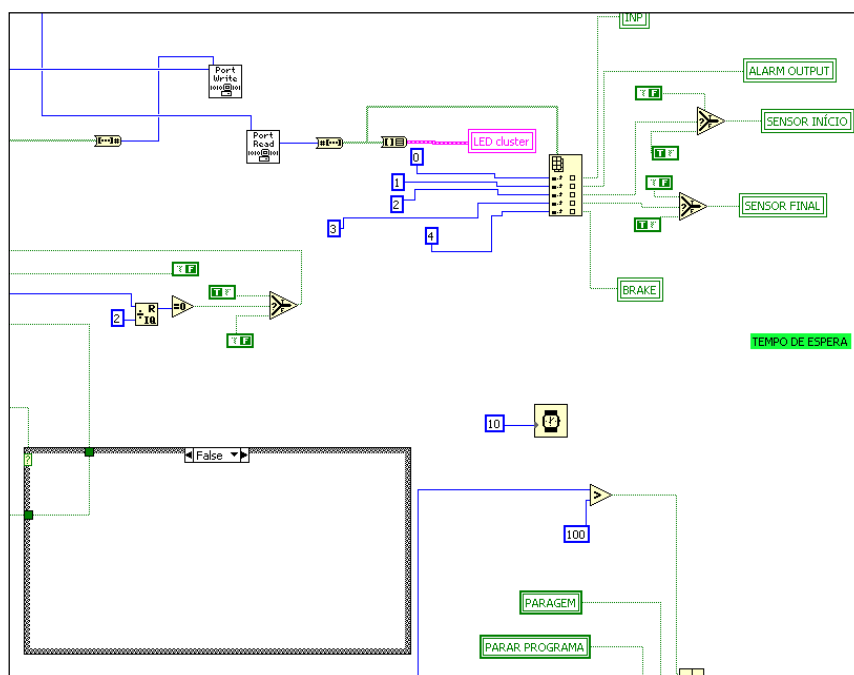 INP
Port
Write
ALARM OUTPUT
F
SENSOR INÍCIO
Port
Read
#[...]
[...]#
LED cluster
T
0
F
1
2
SENSOR FINAL
T
3
4
F
T
BRAKE
R
IQ
=0
2
?
F
TEMPO DE ESPERA
10
False
?
>
100
PARAGEM
PARAR PROGRAMA